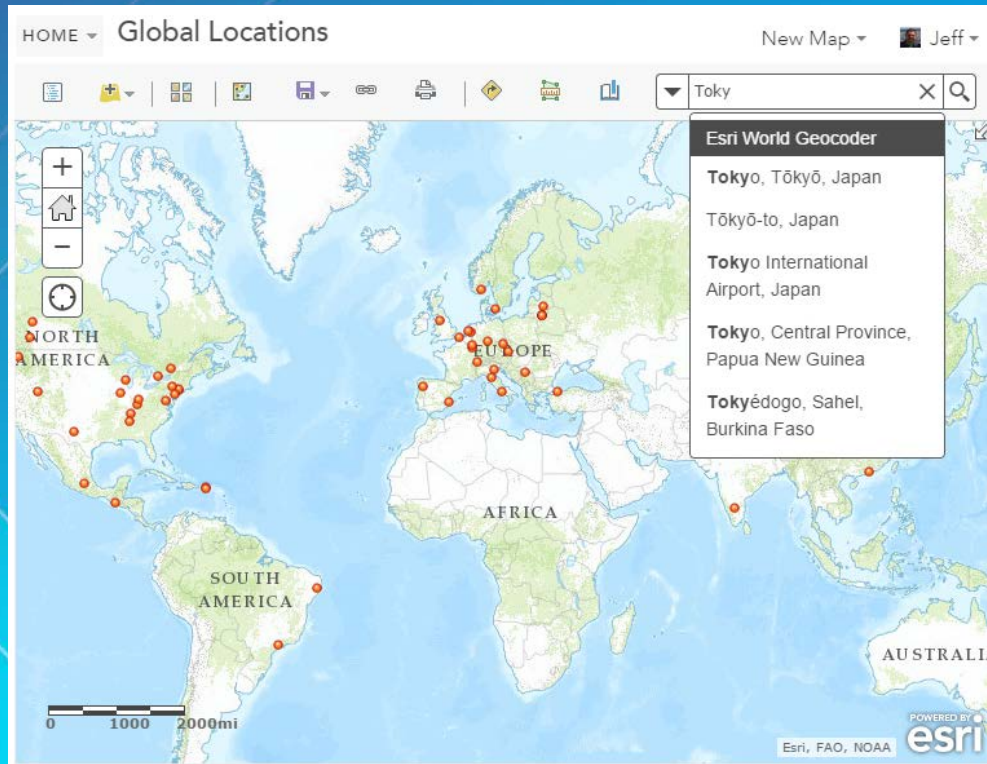 HOME
Global Locations
New Map
Jeff
Toky
Esri World Geocoder
Tokyo, Tōkyō, Japan
Tōkyō-to, Japan
Tokyo International
Airport, Japan
Tokyo, Central Province,
Papua New Guinea
Tokyédogo, Sahel,
Burkina Faso
NORTH
AMERICA
EUROPE
AFRICA
SOUTH
AMERICA
AUSTRALI
0 1000 2000mi
Esri, FAO, NOAA
POWERED BY
esri